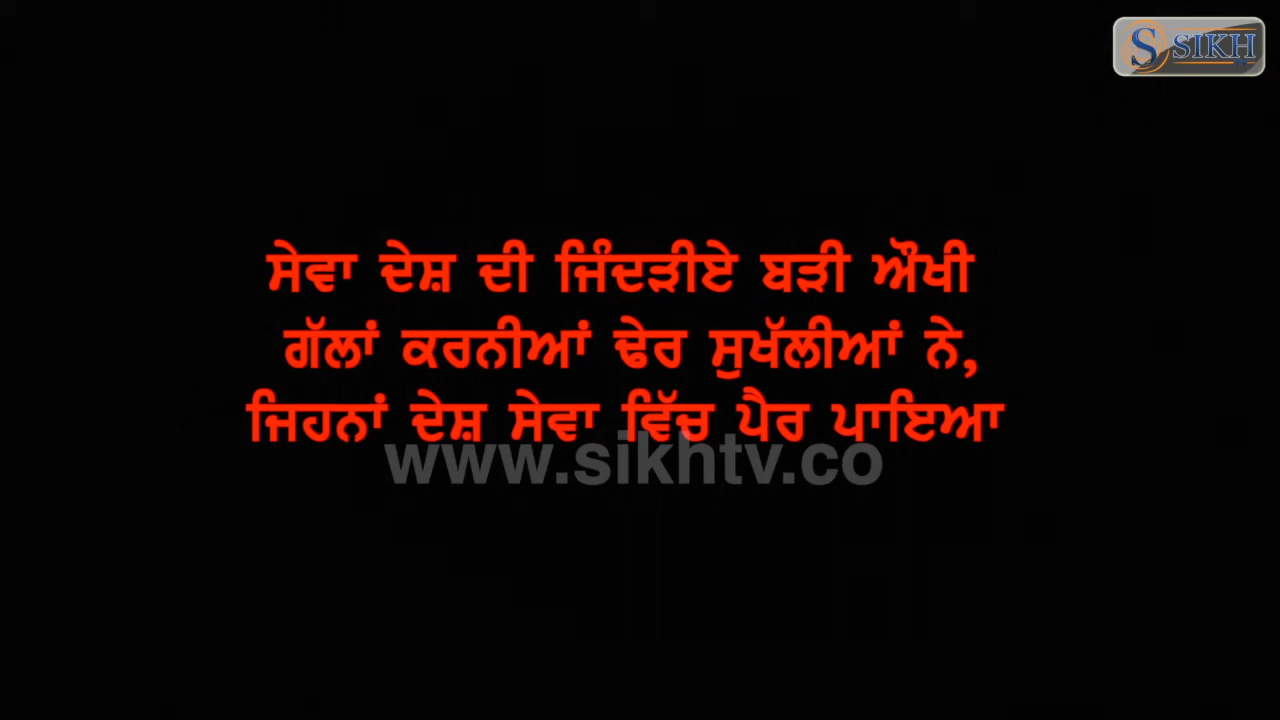 SIKH
ਸੇਵਾ ਦੇਸ਼ ਦੀ ਜਿੰਦੜੀਏ ਬੜੀ ਔਖੀ
ਗੱਲਾਂ ਕਰਨੀਆਂ ਢੇਰ ਸੁਖੱਲੀਆਂ ਨੇ,
ਜਿਹਨਾਂ ਦੇਸ਼ ਸੇਵਾ ਵਿੱਚ ਪੈਰ ਪਾਇਆ
www.sikhtv.co